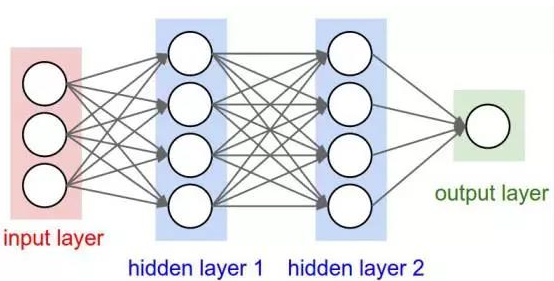 input layer
hidden layer 1
hidden layer 2
output layer